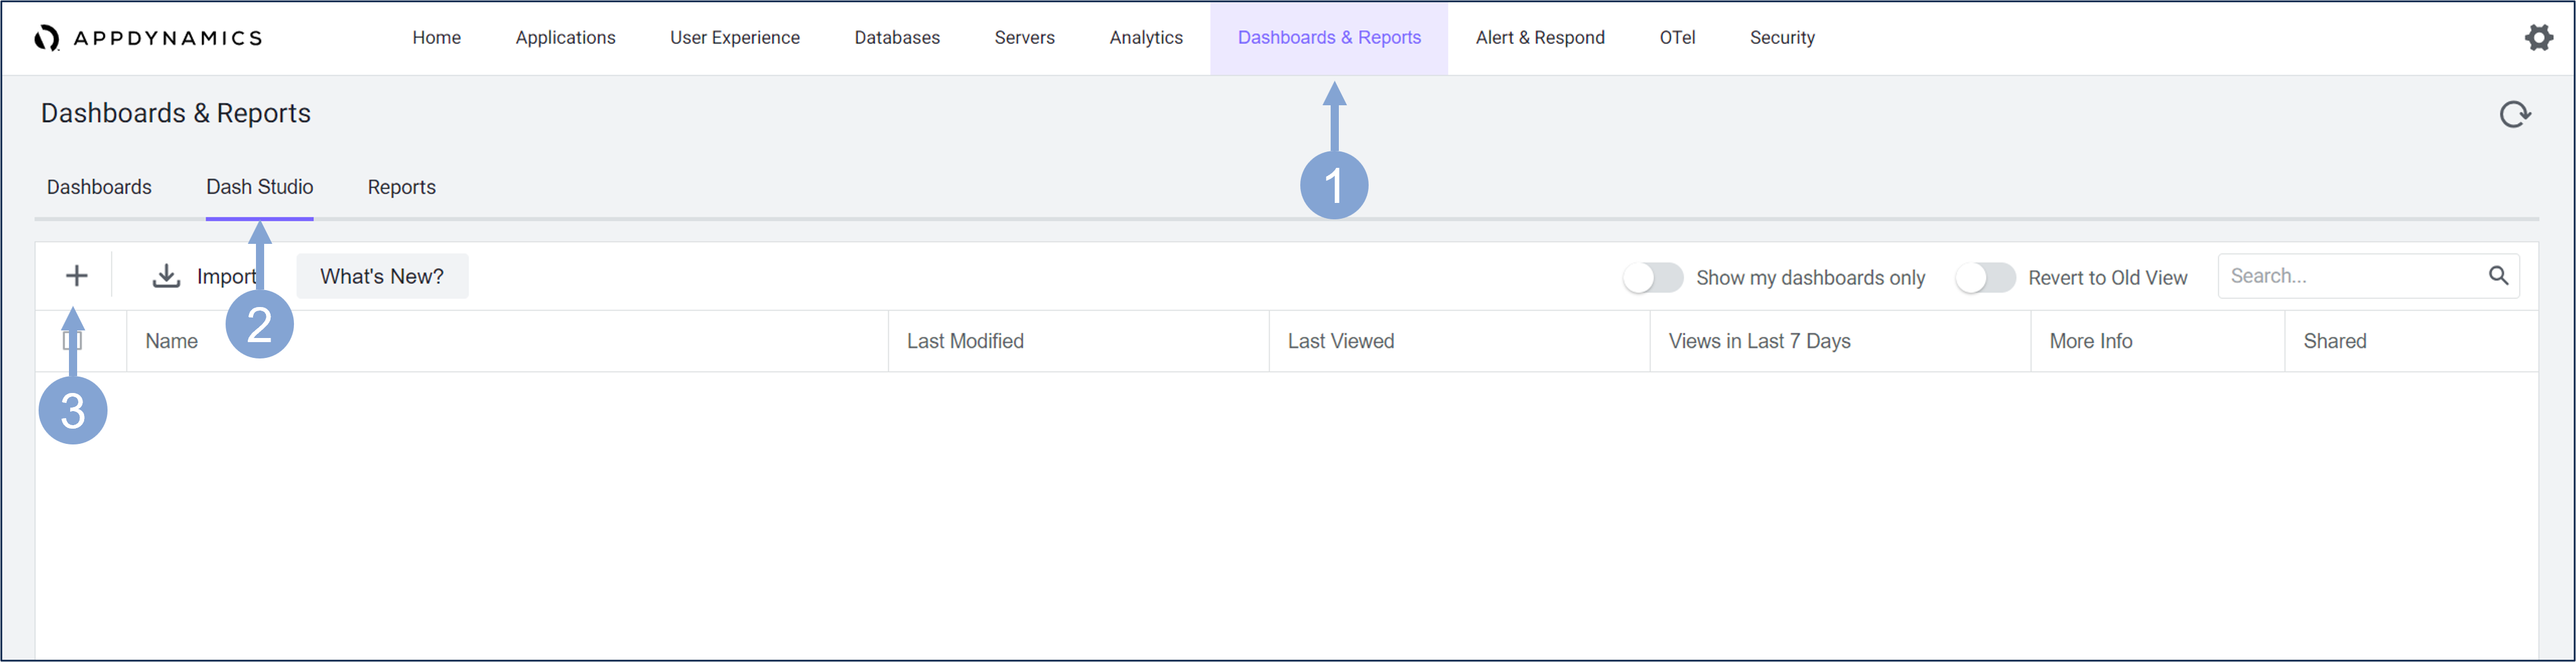 APPDYNAMICS Home Applications User Experience Databases Servers Analytics Dashboards & Reports Alert & Respond OTel Security
Dashboards & Reports
1
Dashboards Dash Studio Reports
Import What's New? Show my dashboards only Revert to Old View Search...
2
Name Last Modified Last Viewed Views in Last 7 Days More Info Shared
3